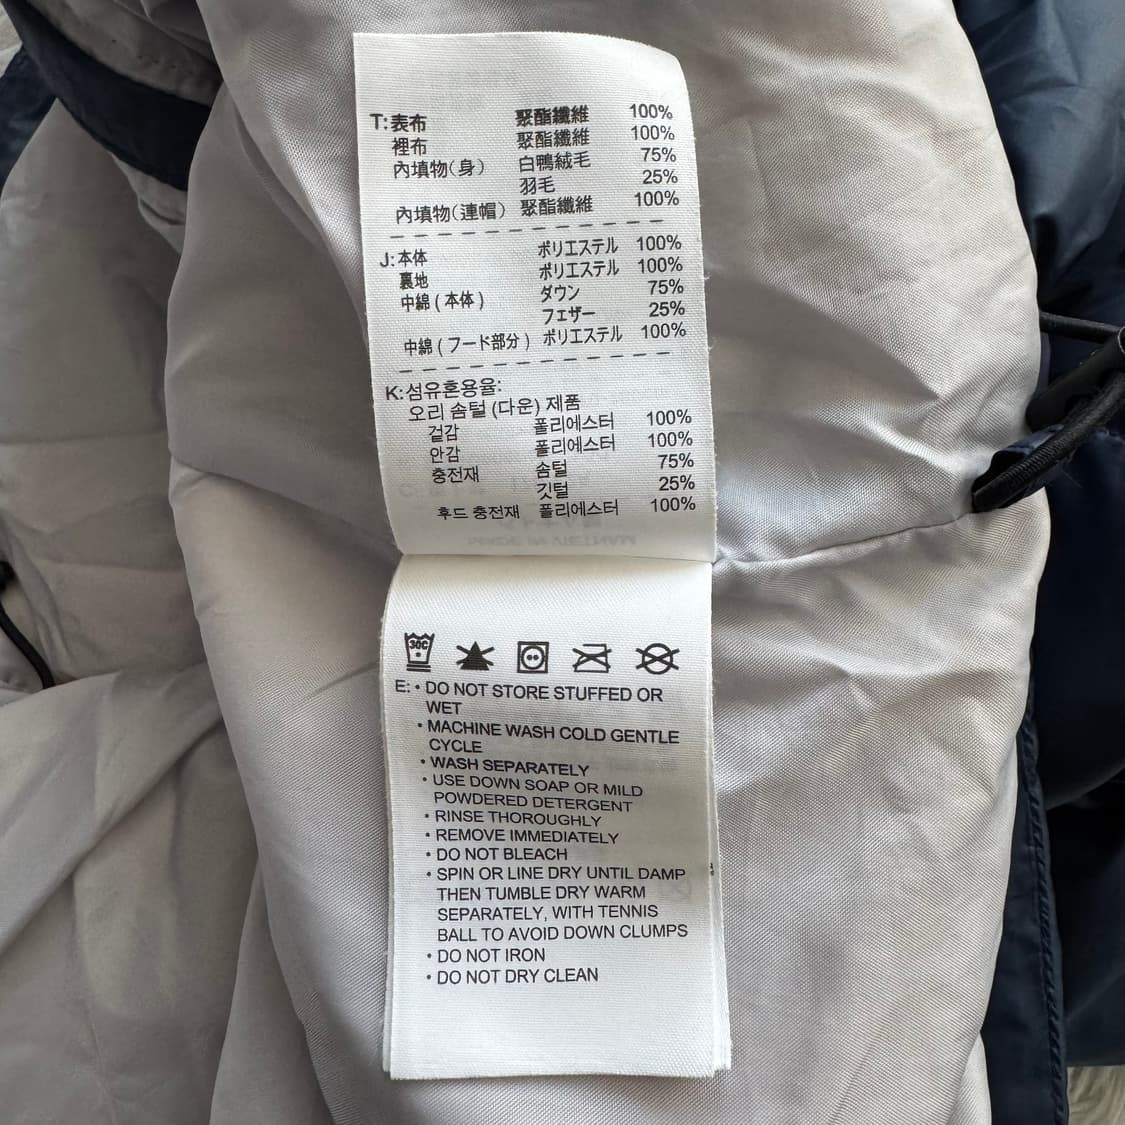 T:表布 聚酯纖維 100%
裡布 聚酯纖維 100%
內填物(身) 白鴨絨毛 75%
羽毛 25%
內填物(連帽) 聚酯纖維 100%
J:本体 ポリエステル 100%
裏地 ポリエステル 100%
中綿(本体) ダウン 75%
フェザー 25%
中綿(フード部分) ポリエステル 100%
K:섬유혼용율:
오리 솜털 (다운) 제품
겉감 폴리에스터 100%
안감 폴리에스터 100%
충전재 솜털 75%
깃털 25%
후드 충전재 폴리에스터 100%
30C
E: • DO NOT STORE STUFFED OR
WET
• MACHINE WASH COLD GENTLE
CYCLE
• WASH SEPARATELY
• USE DOWN SOAP OR MILD
POWDERED DETERGENT
• RINSE THOROUGHLY
• REMOVE IMMEDIATELY
• DO NOT BLEACH
• SPIN OR LINE DRY UNTIL DAMP
THEN TUMBLE DRY WARM
SEPARATELY, WITH TENNIS
BALL TO AVOID DOWN CLUMPS
• DO NOT IRON
• DO NOT DRY CLEAN